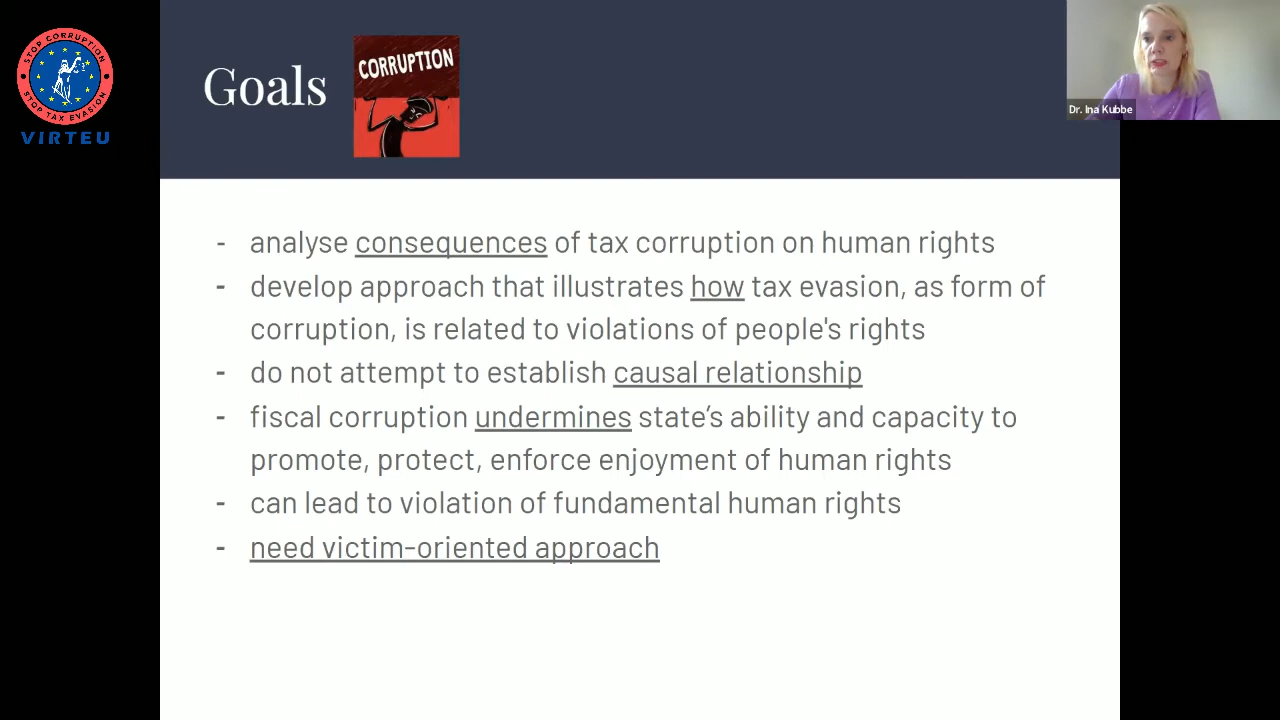 STOP CORRUPTION
STOP TAX EVASION
VIRTEU
Goals
CORRUPTION
Dr. Ina Kubbe
- analyse consequences of tax corruption on human rights
- develop approach that illustrates how tax evasion, as form of
corruption, is related to violations of people's rights
- do not attempt to establish causal relationship
- fiscal corruption undermines state’s ability and capacity to
promote, protect, enforce enjoyment of human rights
- can lead to violation of fundamental human rights
- need victim-oriented approach